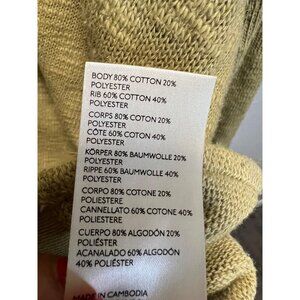 BODY 80% COTTON 20%
POLYESTER
RIB 60% COTTON 40%
POLYESTER
CORPS 80% COTON 20%
POLYESTER
CÔTE 60% COTON 40%
POLYESTER
KÖRPER 80% BAUMWOLLE 20%
POLYESTER
RIPPE 60% BAUMWOLLE 40%
POLYESTER
CORPO 80% COTONE 20%
POLIESTERE
CANNELLATO 60% COTONE 40%
POLIESTERE
CUERPO 80% ALGODÓN 20%
POLIÉSTER
ACANALADO 60% ALGODÓN
40% POLIÉSTER
MADE IN CAMBODIA